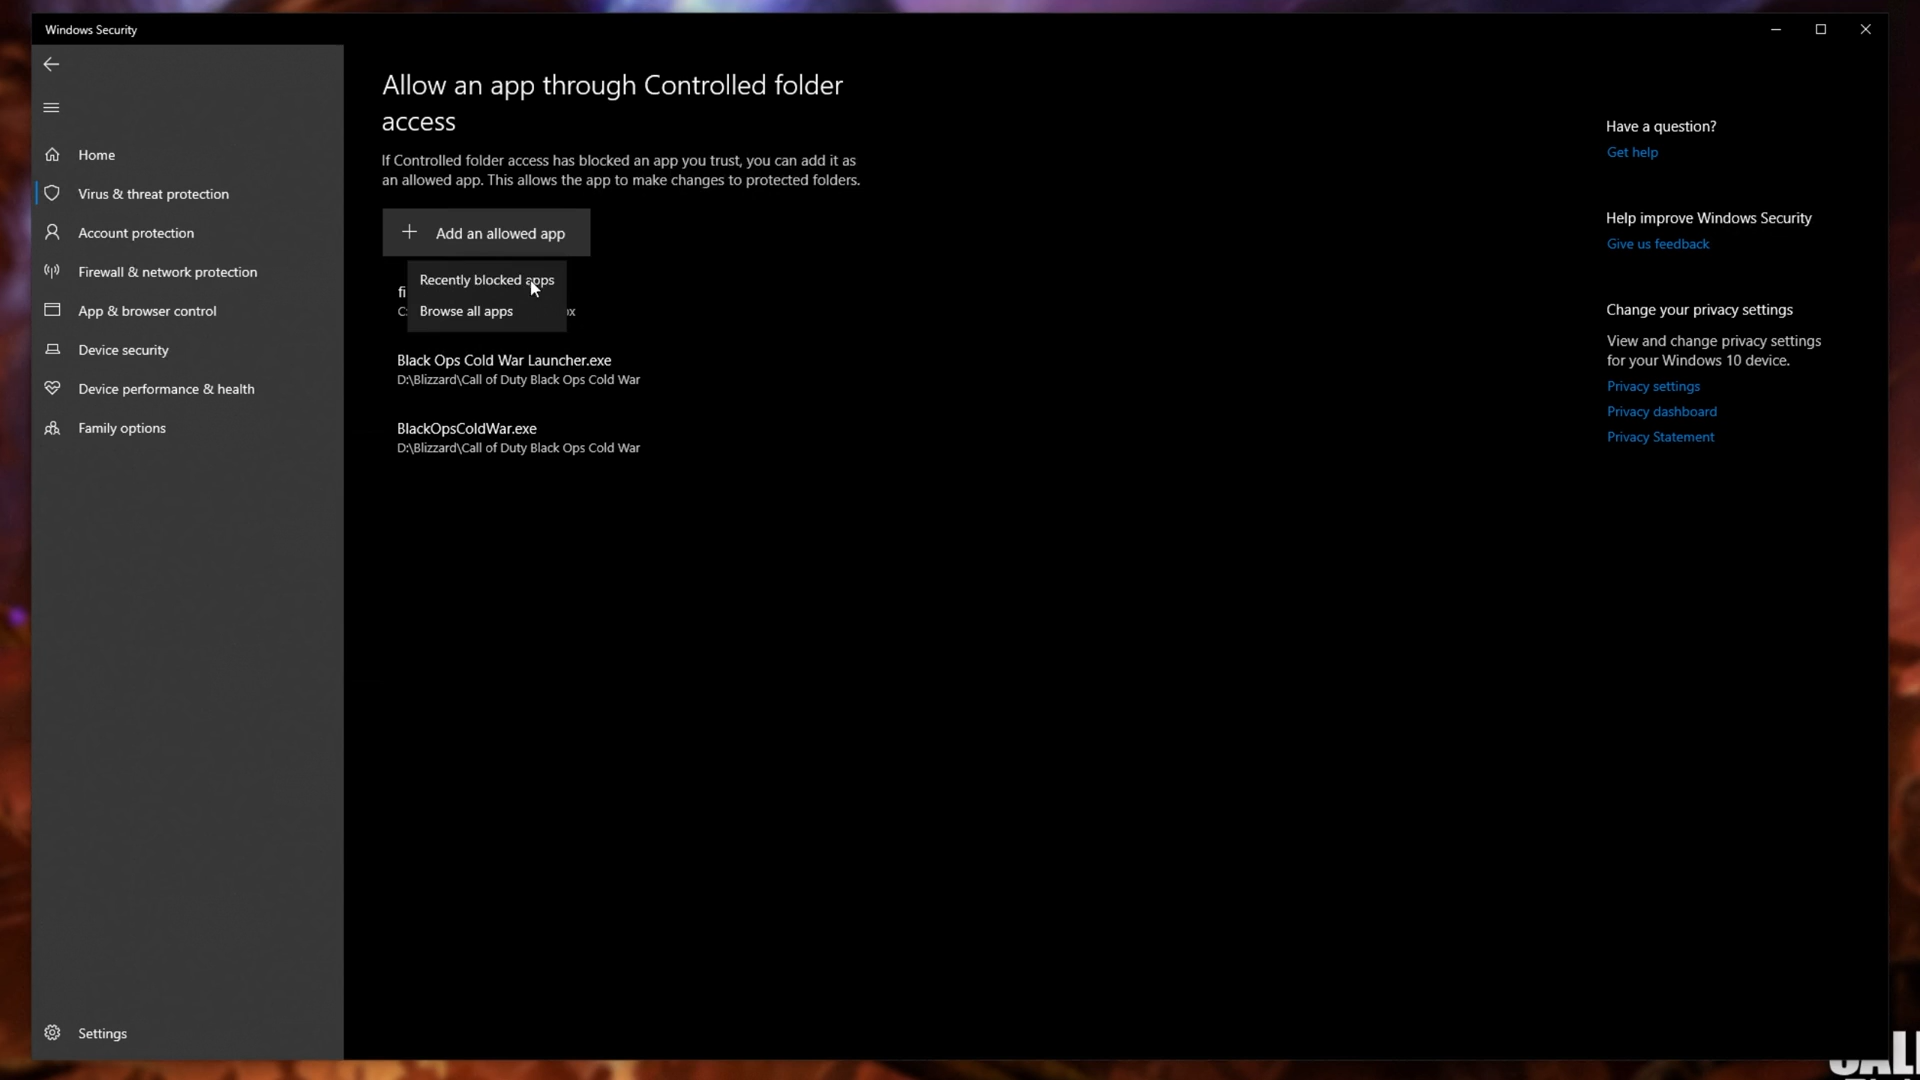 Windows Security
Home
Virus & threat protection
Account protection
Firewall & network protection
App & browser control
Device security
Device performance & health
Family options
Settings
Allow an app through Controlled folder
access
If Controlled folder access has blocked an app you trust, you can add it as
an allowed app. This allows the app to make changes to protected folders.
Add an allowed app
Recently blocked apps
Browse all apps
Black Ops Cold War Launcher.exe
D:\Blizzard\Call of Duty Black Ops Cold War
BlackOpsColdWar.exe
D:\Blizzard\Call of Duty Black Ops Cold War
Have a question?
Get help
Help improve Windows Security
Give us feedback
Change your privacy settings
View and change privacy settings
for your Windows 10 device.
Privacy settings
Privacy dashboard
Privacy Statement